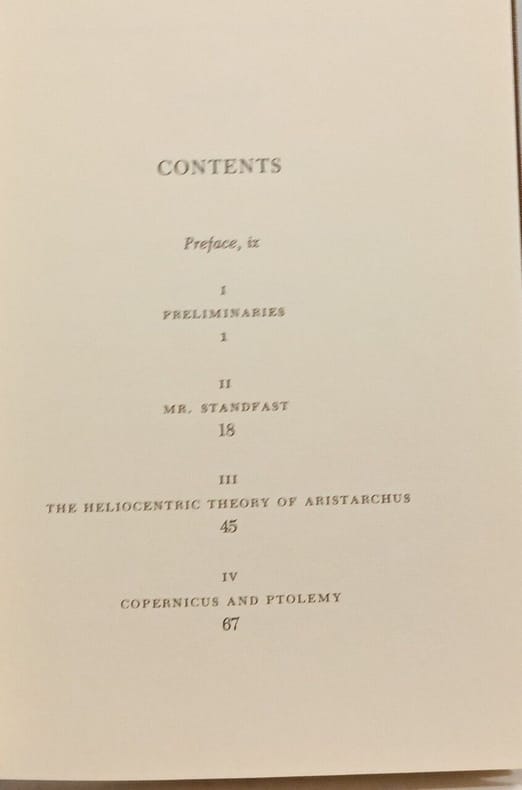 CONTENTS
Preface, ix
I
PRELIMINARIES
1
II
MR. STANDFAST
18
III
THE HELIOCENTRIC THEORY OF ARISTARCHUS
45
IV
COPERNICUS AND PTOLEMY
67